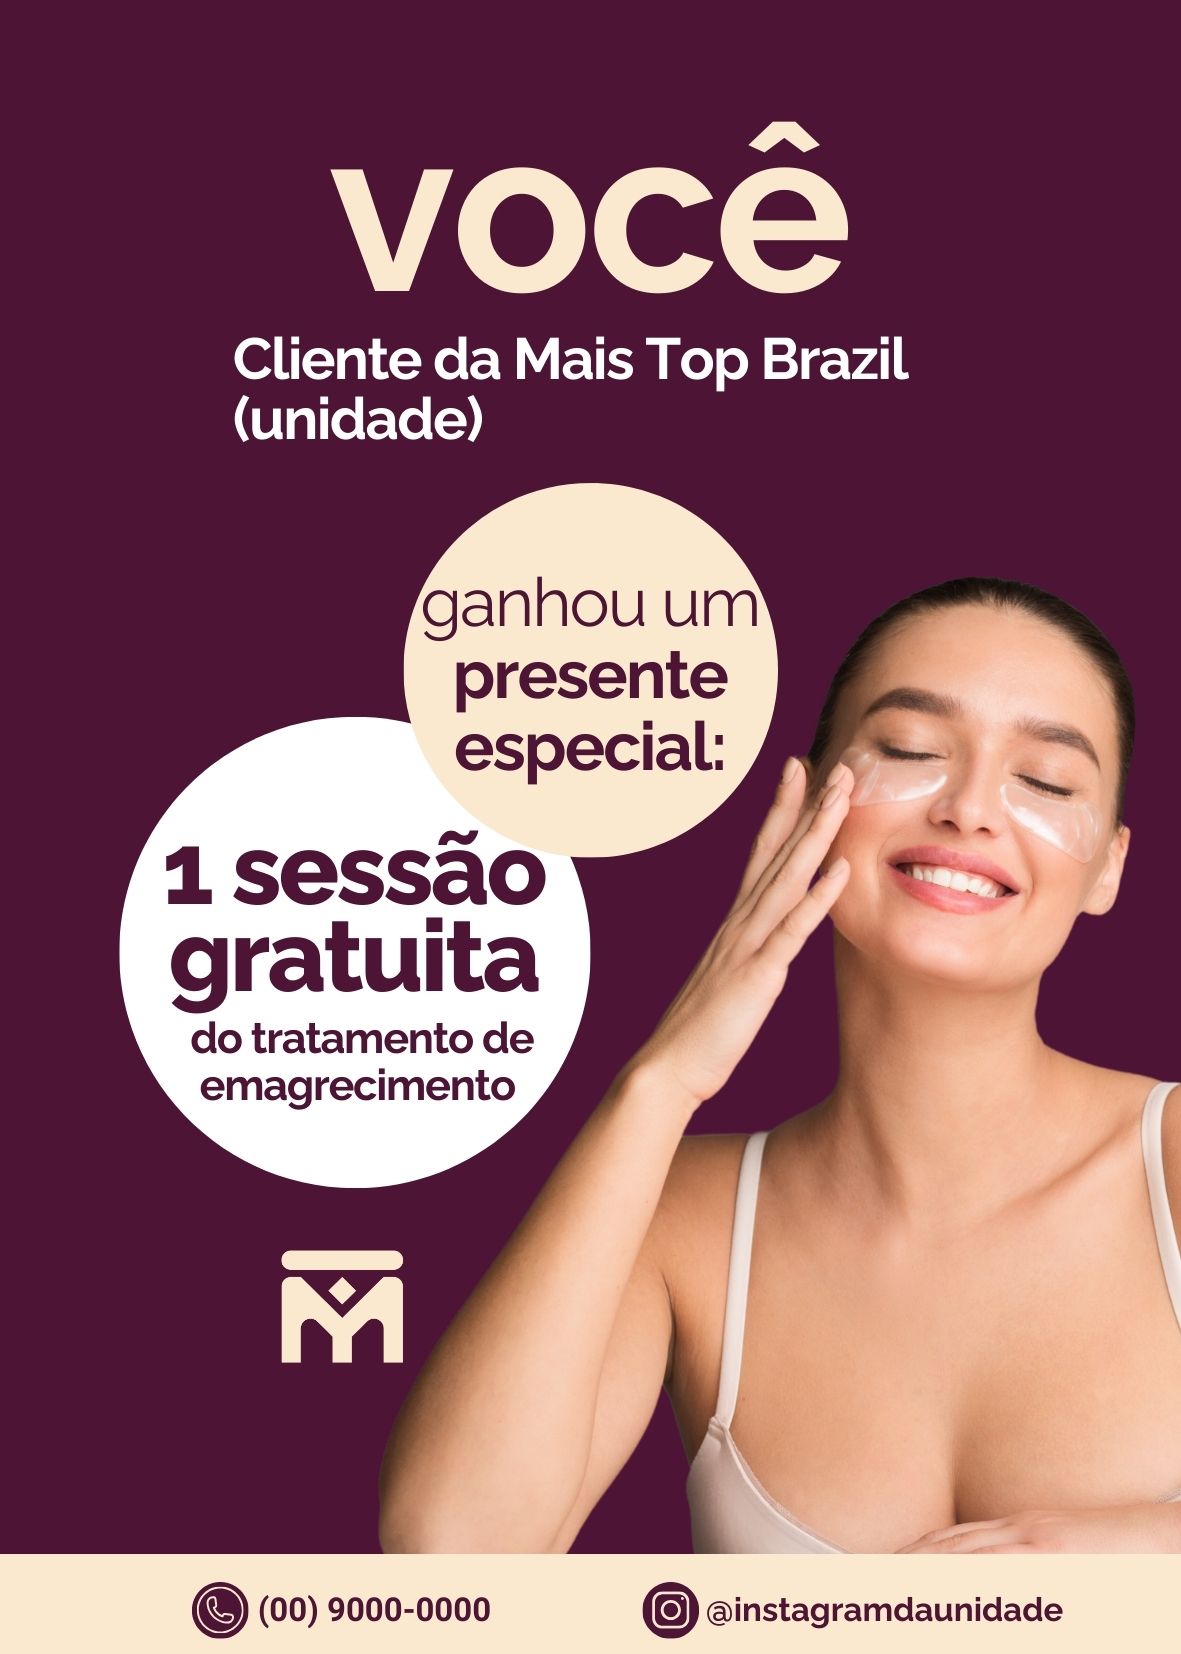 você
Cliente da Mais Top Brazil
(unidade)
ganhou um
presente
especial:
1 sessão
gratuita
do tratamento de
emagrecimento
(00) 9000-0000
@instagramdaunidade